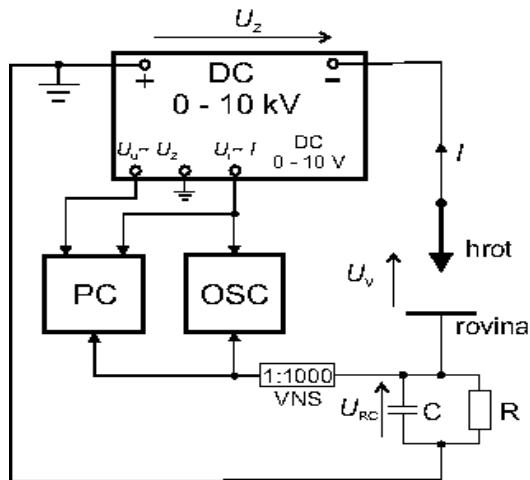 U_z
+ DC -
0 - 10 kV
U_u ~ U_z U_i ~ I DC
0 - 10 V
I
hrot
U_v
PC OSC
rovina
1:1000
VNS
U_RC C R